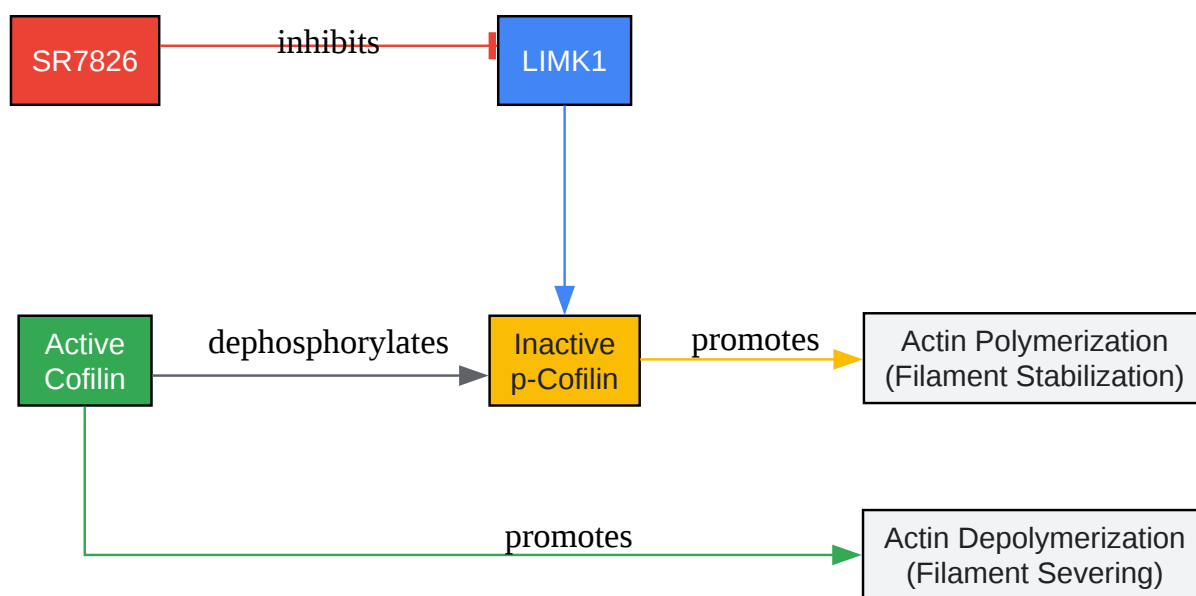 SR7826
inhibits
LIMK1
Active
Cofilin
dephosphorylates
Inactive
p-Cofilin
promotes
Actin Polymerization
(Filament Stabilization)
promotes
Actin Depolymerization
(Filament Severing)